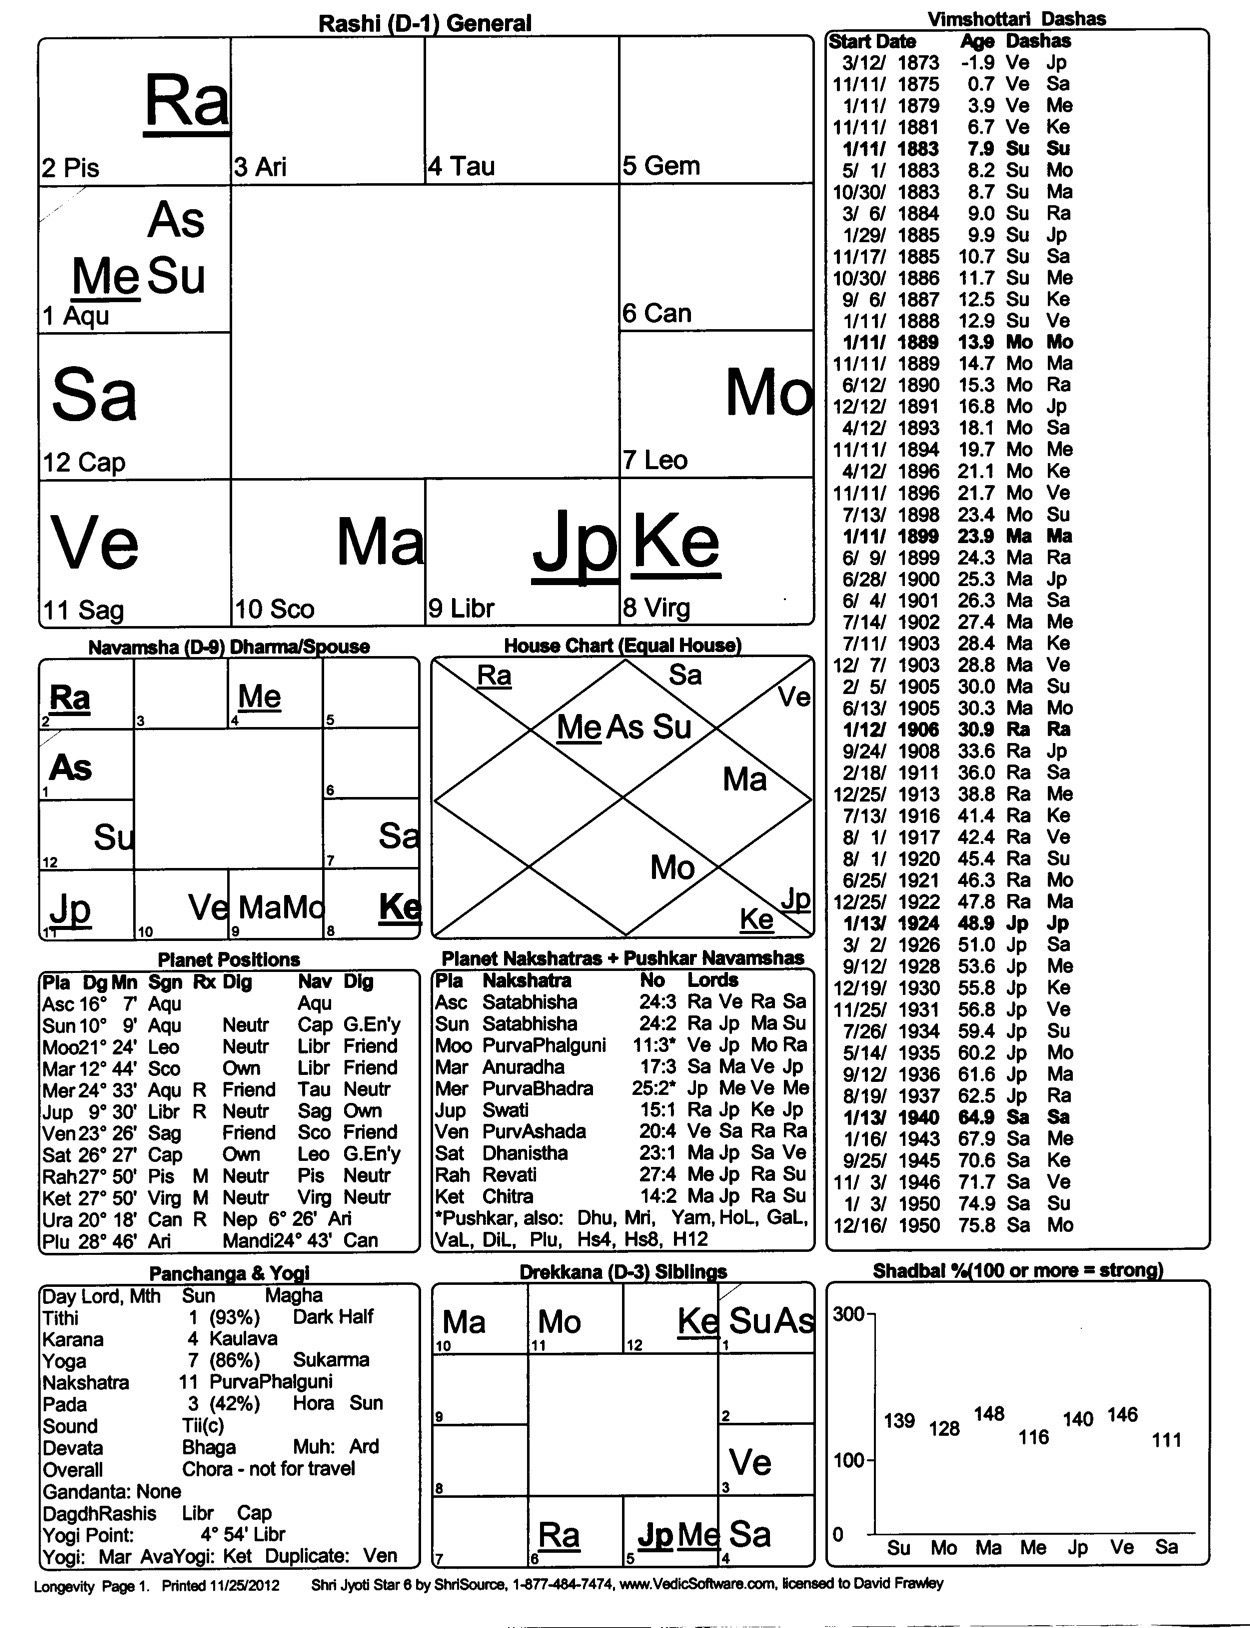 Rashi (D-1) General
Ra
2 Pis
3 Ari
4 Tau
5 Gem
As
Me Su
1 Aqu
6 Can
Sa
12 Cap
Mo
7 Leo
Ve
11 Sag
Ma
10 Sco
Jp
9 Libr
Ke
8 Virg
Vimshottari Dashas
Start Date Age Dashas
3/12/ 1873 -1.9 Ve Jp
11/11/ 1875 0.7 Ve Sa
1/11/ 1879 3.9 Ve Me
11/11/ 1881 6.7 Ve Ke
1/11/ 1883 7.9 Su Su
5/ 1/ 1883 8.2 Su Mo
10/30/ 1883 8.7 Su Ma
3/ 6/ 1884 9.0 Su Ra
1/29/ 1885 9.9 Su Jp
11/17/ 1885 10.7 Su Sa
10/30/ 1886 11.7 Su Me
9/ 6/ 1887 12.5 Su Ke
1/11/ 1888 12.9 Su Ve
1/11/ 1889 13.9 Mo Mo
11/11/ 1889 14.7 Mo Ma
6/12/ 1890 15.3 Mo Ra
12/12/ 1891 16.8 Mo Jp
4/12/ 1893 18.1 Mo Sa
11/11/ 1894 19.7 Mo Me
4/12/ 1896 21.1 Mo Ke
11/11/ 1896 21.7 Mo Ve
7/13/ 1898 23.4 Mo Su
1/11/ 1899 23.9 Ma Ma
6/ 9/ 1899 24.3 Ma Ra
6/28/ 1900 25.3 Ma Jp
6/ 4/ 1901 26.3 Ma Sa
7/14/ 1902 27.4 Ma Me
7/11/ 1903 28.4 Ma Ke
12/ 7/ 1903 28.8 Ma Ve
2/ 5/ 1905 30.0 Ma Su
6/13/ 1905 30.3 Ma Mo
1/12/ 1906 30.9 Ra Ra
9/24/ 1908 33.6 Ra Jp
2/18/ 1911 36.0 Ra Sa
12/25/ 1913 38.8 Ra Me
7/13/ 1916 41.4 Ra Ke
8/ 1/ 1917 42.4 Ra Ve
8/ 1/ 1920 45.4 Ra Su
6/25/ 1921 46.3 Ra Mo
12/25/ 1922 47.8 Ra Ma
1/13/ 1924 48.9 Jp Jp
3/ 2/ 1926 51.0 Jp Sa
9/12/ 1928 53.6 Jp Me
12/19/ 1930 55.8 Jp Ke
11/25/ 1931 56.8 Jp Ve
7/26/ 1934 59.4 Jp Su
5/14/ 1935 60.2 Jp Mo
9/12/ 1936 61.6 Jp Ma
8/19/ 1937 62.5 Jp Ra
1/13/ 1940 64.9 Sa Sa
1/16/ 1943 67.9 Sa Me
9/25/ 1945 70.6 Sa Ke
11/ 3/ 1946 71.7 Sa Ve
1/ 3/ 1950 74.9 Sa Su
12/16/ 1950 75.8 Sa Mo
Navamsha (D-9) Dharma/Spouse
Ra
2
3
Me
4
5
As
1
6
Su
12
Sa
7
Jp
11
Ve
10
MaMo
9
Ke
8
House Chart (Equal House)
Ra Sa
Ve
Me As Su
Ma
Mo
Jp
Ke
Planet Positions
Pla Dg Mn Sgn Rx Dig Nav Dig
Asc 16° 7' Aqu Aqu
Sun 10° 9' Aqu Neutr Cap G.En'y
Moo21° 24' Leo Neutr Libr Friend
Mar 12° 44' Sco Own Libr Friend
Mer 24° 33' Aqu R Friend Tau Neutr
Jup 9° 30' Libr R Neutr Sag Own
Ven 23° 26' Sag Friend Sco Friend
Sat 26° 27' Cap Own Leo G.En'y
Rah27° 50' Pis M Neutr Pis Neutr
Ket 27° 50' Virg M Neutr Virg Neutr
Ura 20° 18' Can R Nep 6° 26' Ari
Plu 28° 46' Ari Mandi24° 43' Can
Planet Nakshatras + Pushkar Navamshas
Pla Nakshatra No Lords
Asc Satabhisha 24:3 Ra Ve Ra Sa
Sun Satabhisha 24:2 Ra Jp Ma Su
Moo PurvaPhalguni 11:3* Ve Jp Mo Ra
Mar Anuradha 17:3 Sa Ma Ve Jp
Mer PurvaBhadra 25:2* Jp Me Ve Me
Jup Swati 15:1 Ra Jp Ke Jp
Ven PurvAshada 20:4 Ve Sa Ra Ra
Sat Dhanistha 23:1 Ma Jp Sa Ve
Rah Revati 27:4 Me Jp Ra Su
Ket Chitra 14:2 Ma Jp Ra Su
*Pushkar, also: Dhu, Mri, Yam, HoL, GaL,
VaL, DiL, Plu, Hs4, Hs8, H12
Panchanga & Yogi
Day Lord, Mth Sun Magha
Tithi 1 (93%) Dark Half
Karana 4 Kaulava
Yoga 7 (86%) Sukarma
Nakshatra 11 PurvaPhalguni
Pada 3 (42%) Hora Sun
Sound Tii(c)
Devata Bhaga Muh: Ard
Overall Chora - not for travel
Gandanta: None
DagdhRashis Libr Cap
Yogi Point: 4° 54' Libr
Yogi: Mar AvaYogi: Ket Duplicate: Ven
Drekkana (D-3) Siblings
Ma
10
Mo
11
Ke
12
SuAs
1
9
2
8
Ve
3
7
Ra
6
Jp Me
5
Sa
4
Shadbal %(100 or more = strong)
300
139 128 148 116 140 146 111
100
0
Su Mo Ma Me Jp Ve Sa
Longevity Page 1. Printed 11/25/2012 Shri Jyoti Star 6 by ShriSource, 1-877-484-7474, www.VedicSoftware.com, licensed to David Frawley